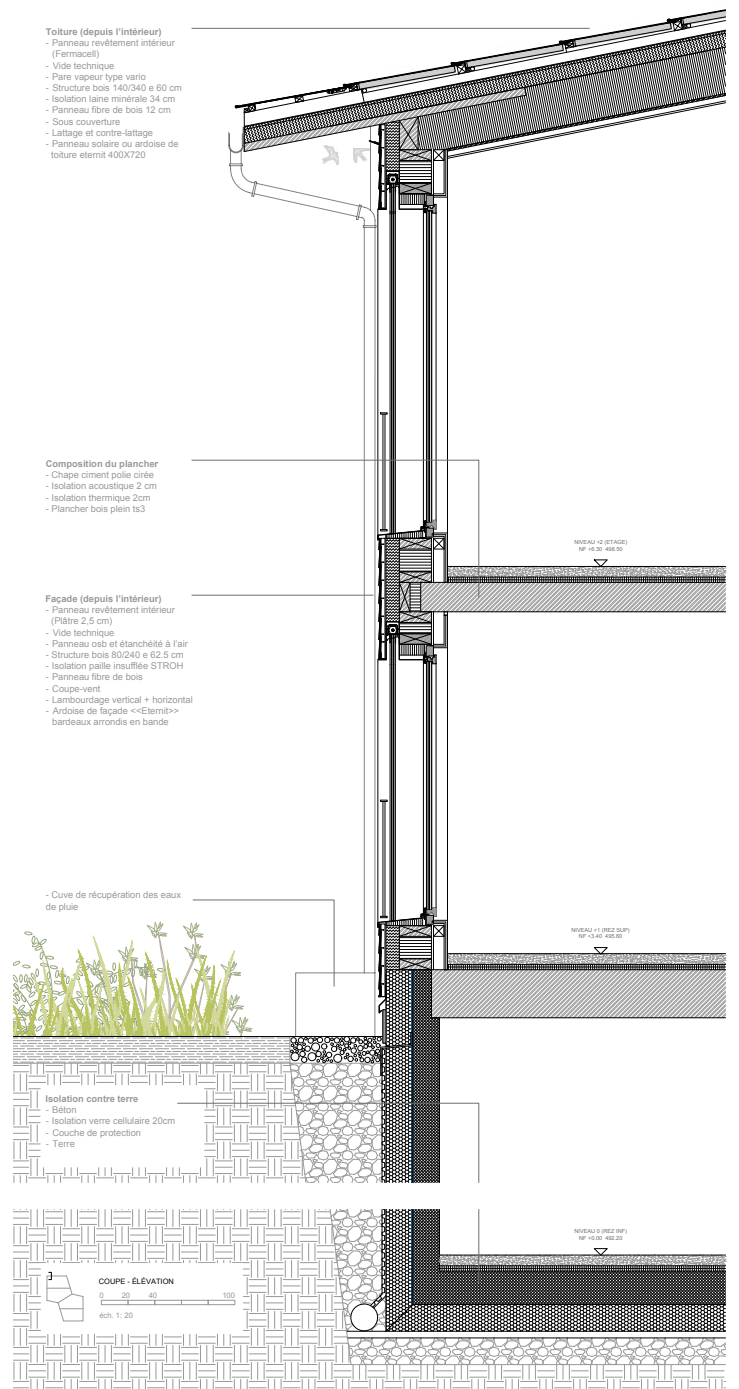 Toiture (depuis l'intérieur)
- Panneau revêtement intérieur
(Fermacell)
- Vide technique
- Pare vapeur type vario
- Structure bois 140/340 e 60 cm
- Isolation laine minérale 34 cm
- Panneau fibre de bois 12 cm
- Sous couverture
- Lattage et contre-lattage
- Panneau solaire ou ardoise de
toiture eternit 400X720
Composition du plancher
- Chape ciment polie cirée
- Isolation acoustique 2 cm
- Isolation thermique 2cm
- Plancher bois plein ts3
NIVEAU +2 (ETAGE)
NF +6.30 498.50
Façade (depuis l'intérieur)
- Panneau revêtement intérieur
(Plâtre 2,5 cm)
- Vide technique
- Panneau osb et étanchéité à l'air
- Structure bois 80/240 e 62.5 cm
- Isolation paille insufflée STROH
- Panneau fibre de bois
- Coupe-vent
- Lambourdage vertical + horizontal
- Ardoise de façade <<Eternit>>
bardeaux arrondis en bande
- Cuve de récupération des eaux
de pluie
NIVEAU +1 (REZ SUP)
NF +3.40 495.60
Isolation contre terre
- Béton
- Isolation verre cellulaire 20cm
- Couche de protection
- Terre
NIVEAU 0 (REZ INF)
NF +0.00 492.20
COUPE - ÉLÉVATION
0 20 40 100
éch. 1: 20